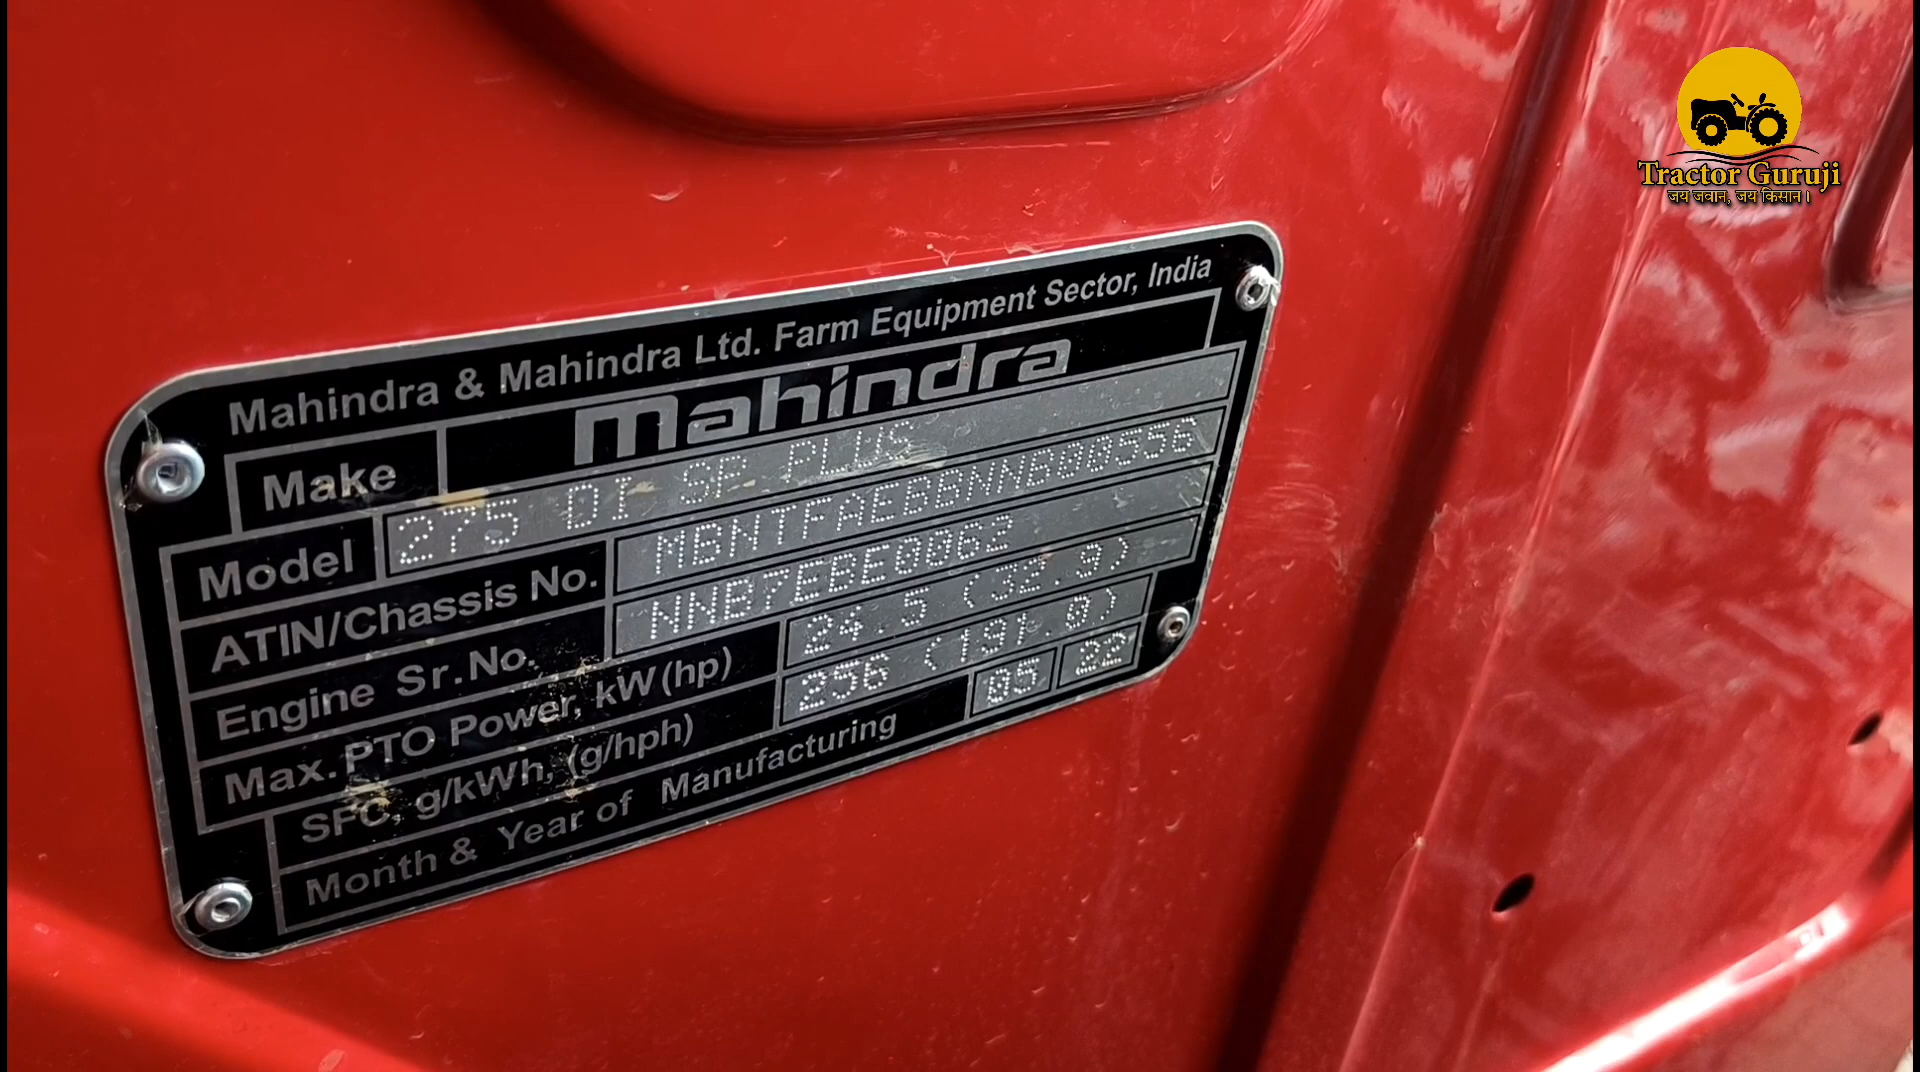 Tractor Guruji
जय जवान, जय किसान।
Mahindra & Mahindra Ltd. Farm Equipment Sector, India
Make mahindra
Model 275 DI SP PLUS
ATIN/Chassis No. MBNTFAEBBNNB00556
Engine Sr.No. NNB7EBE0062
Max.PTO Power, kW(hp) 24.5 (32.9)
SFC, g/kWh, (g/hph) 256 (191.0)
Month & Year of Manufacturing 05 22